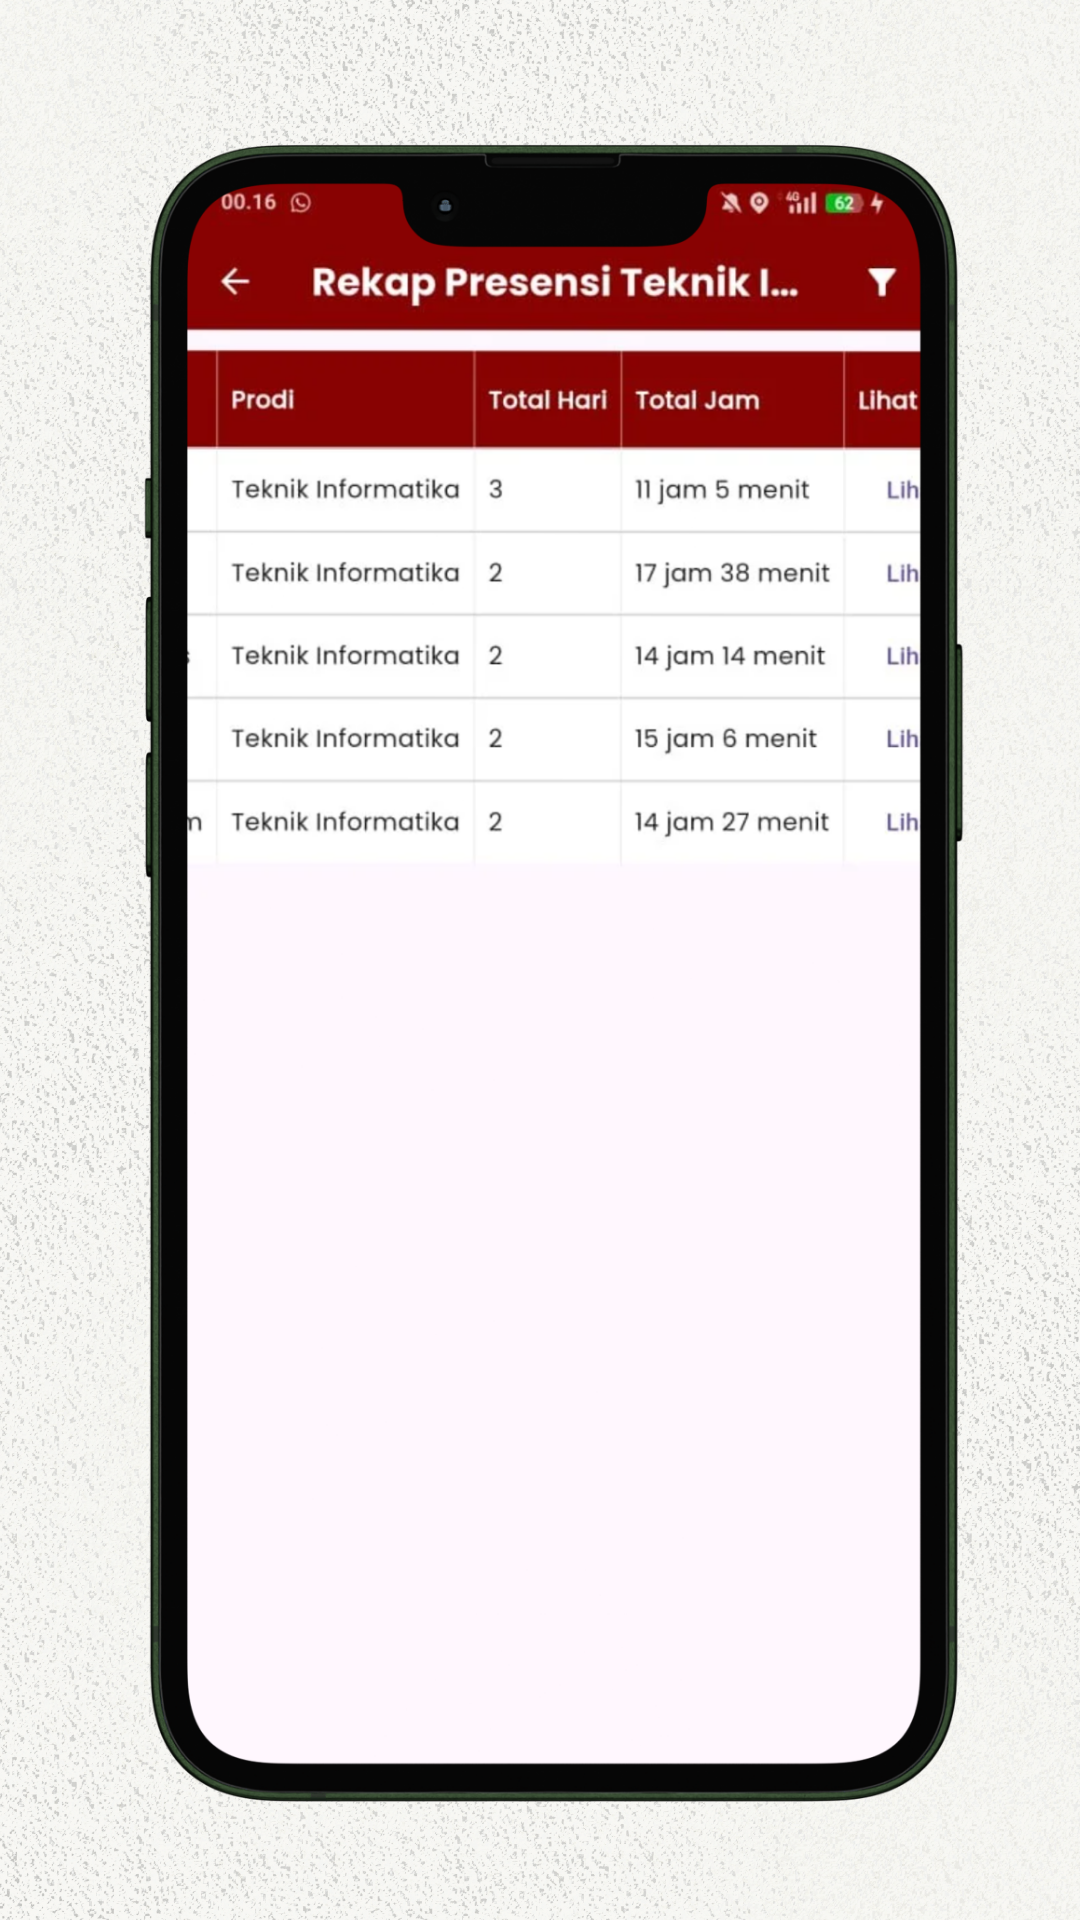 00.16 4G 62
Rekap Presensi Teknik I...
Prodi Total Hari Total Jam Lihat
Teknik Informatika 3 11 jam 5 menit Lih
Teknik Informatika 2 17 jam 38 menit Lih
s Teknik Informatika 2 14 jam 14 menit Lih
Teknik Informatika 2 15 jam 6 menit Lih
m Teknik Informatika 2 14 jam 27 menit Lih